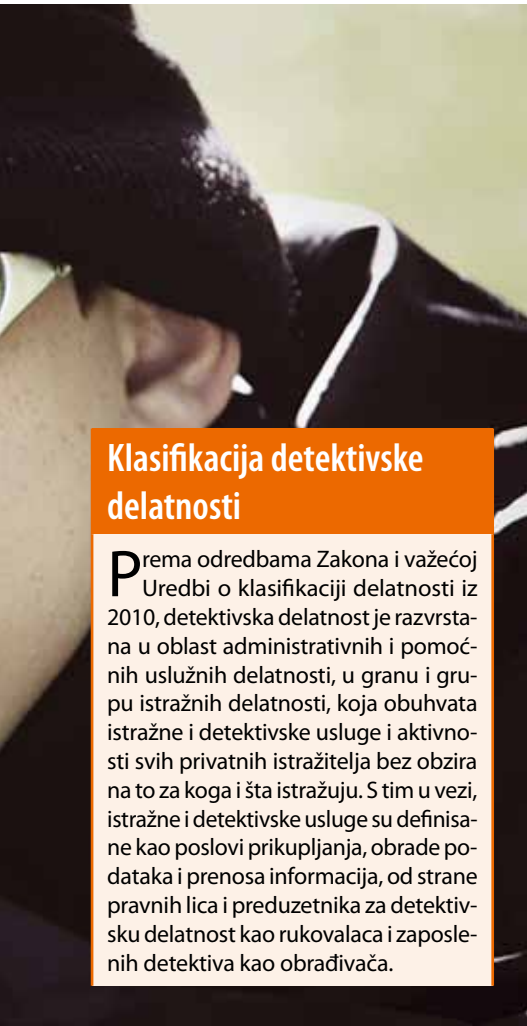 Klasifikacija detektivske
delatnosti
Prema odredbama Zakona i važećoj
Uredbi o klasifikaciji delatnosti iz
2010, detektivska delatnost je razvrsta-
na u oblast administrativnih i pomoć-
nih uslužnih delatnosti, u granu i gru-
pu istražnih delatnosti, koja obuhvata
istražne i detektivske usluge i aktivno-
sti svih privatnih istražitelja bez obzira
na to za koga i šta istražuju. S tim u vezi,
istražne i detektivske usluge su definisa-
ne kao poslovi prikupljanja, obrade po-
dataka i prenosa informacija, od strane
pravnih lica i preduzetnika za detektiv-
sku delatnost kao rukovalaca i zaposle-
nih detektiva kao obrađivača.